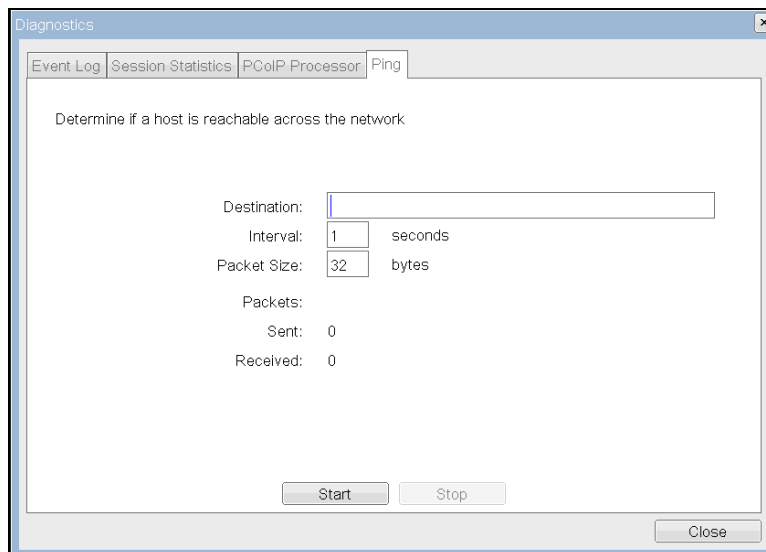 Diagnostics
Event Log Session Statistics PCoIP Processor Ping
Determine if a host is reachable across the network
Destination:
Interval: 1 seconds
Packet Size: 32 bytes
Packets:
Sent: 0
Received: 0
Start Stop
Close